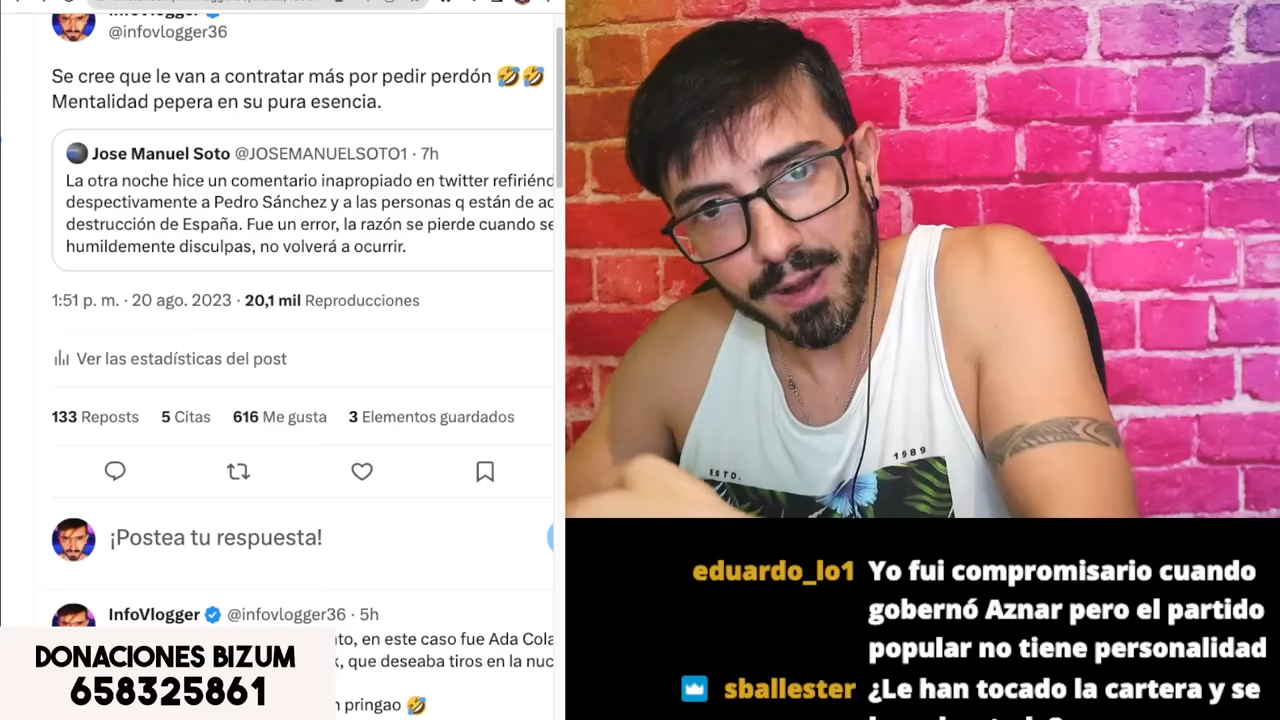 InfoVlogger
@infovlogger36
Se cree que le van a contratar más por pedir perdón 🤣🤣
Mentalidad pepera en su pura esencia.
Jose Manuel Soto @JOSEMANUELSOTO1 · 7h
La otra noche hice un comentario inapropiado en twitter
despectivamente a Pedro Sánchez y a las personas q están de
destrucción de España. Fue un error, la razón se pierde cuando
humildemente disculpas, no volverá a ocurrir.
1:51 p. m. · 20 ago. 2023 · 20,1 mil Reproducciones
Ver las estadísticas del post
133 Reposts 5 Citas 616 Me gusta 3 Elementos guardados
¡Postea tu respuesta!
InfoVlogger @infovlogger36 · 5h
en este caso fue Ada
que deseaba tiros en la
pringao 🤣
DONACIONES BIZUM
658325861
ESTD. 1989
eduardo_lo1 Yo fui compromisario cuando
gobernó Aznar pero el partido
popular no tiene personalidad
sballester ¿Le han tocado la cartera y se